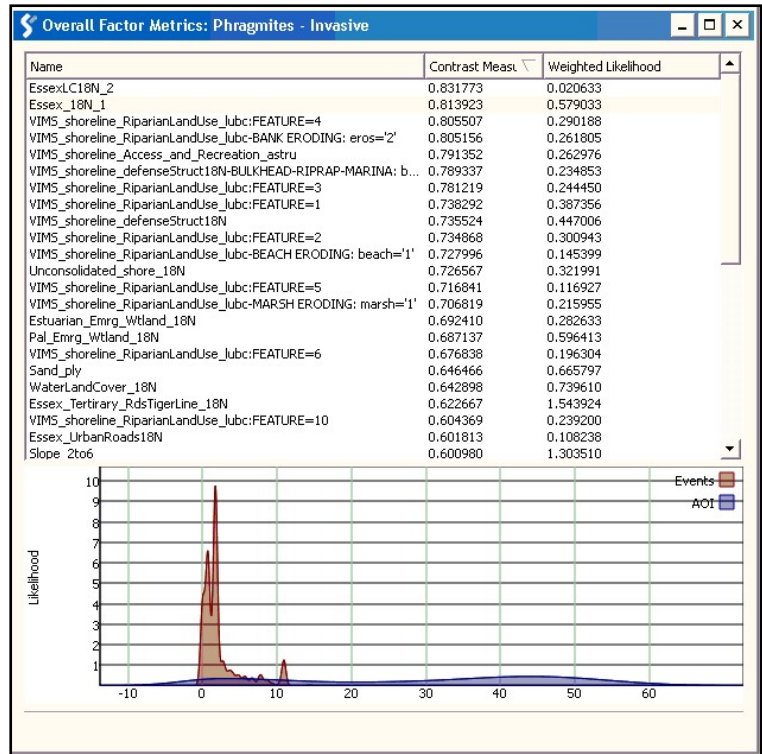 Overall Factor Metrics: Phragmites - Invasive
Name Contrast Measu Weighted Likelihood
EssexLC18N_2 0.831773 0.020633
Essex_18N_1 0.813923 0.579033
VIMS_shoreline_RiparianLandUse_lubc:FEATURE=4 0.805507 0.290188
VIMS_shoreline_RiparianLandUse_lubc-BANK ERODING: eros='2' 0.805156 0.261805
VIMS_shoreline_Access_and_Recreation_astru 0.791352 0.262976
VIMS_shoreline_defenseStruct18N-BULKHEAD-RIPRAP-MARINA: b... 0.789337 0.234853
VIMS_shoreline_RiparianLandUse_lubc:FEATURE=3 0.781219 0.244450
VIMS_shoreline_RiparianLandUse_lubc:FEATURE=1 0.738292 0.387356
VIMS_shoreline_defenseStruct18N 0.735524 0.447006
VIMS_shoreline_RiparianLandUse_lubc:FEATURE=2 0.734868 0.300943
VIMS_shoreline_RiparianLandUse_lubc-BEACH ERODING: beach='1' 0.727996 0.145399
Unconsolidated_shore_18N 0.726567 0.321991
VIMS_shoreline_RiparianLandUse_lubc:FEATURE=5 0.716841 0.116927
VIMS_shoreline_RiparianLandUse_lubc-MARSH ERODING: marsh='1' 0.706819 0.215955
Estuarian_Emrg_Wtland_18N 0.692410 0.282633
Pal_Emrg_Wtland_18N 0.687137 0.596413
VIMS_shoreline_RiparianLandUse_lubc:FEATURE=6 0.676838 0.196304
Sand_ply 0.646466 0.665797
WaterLandCover_18N 0.642898 0.739610
Essex_Tertirary_RdsTigerLine_18N 0.622667 1.543924
VIMS_shoreline_RiparianLandUse_lubc:FEATURE=10 0.604369 0.239200
Essex_UrbanRoads18N 0.601813 0.108238
Slope_2to6 0.600980 1.303510
10
9
8
7
6
5
4
3
2
1
Likelihood
Events
AOI
-10 0 10 20 30 40 50 60